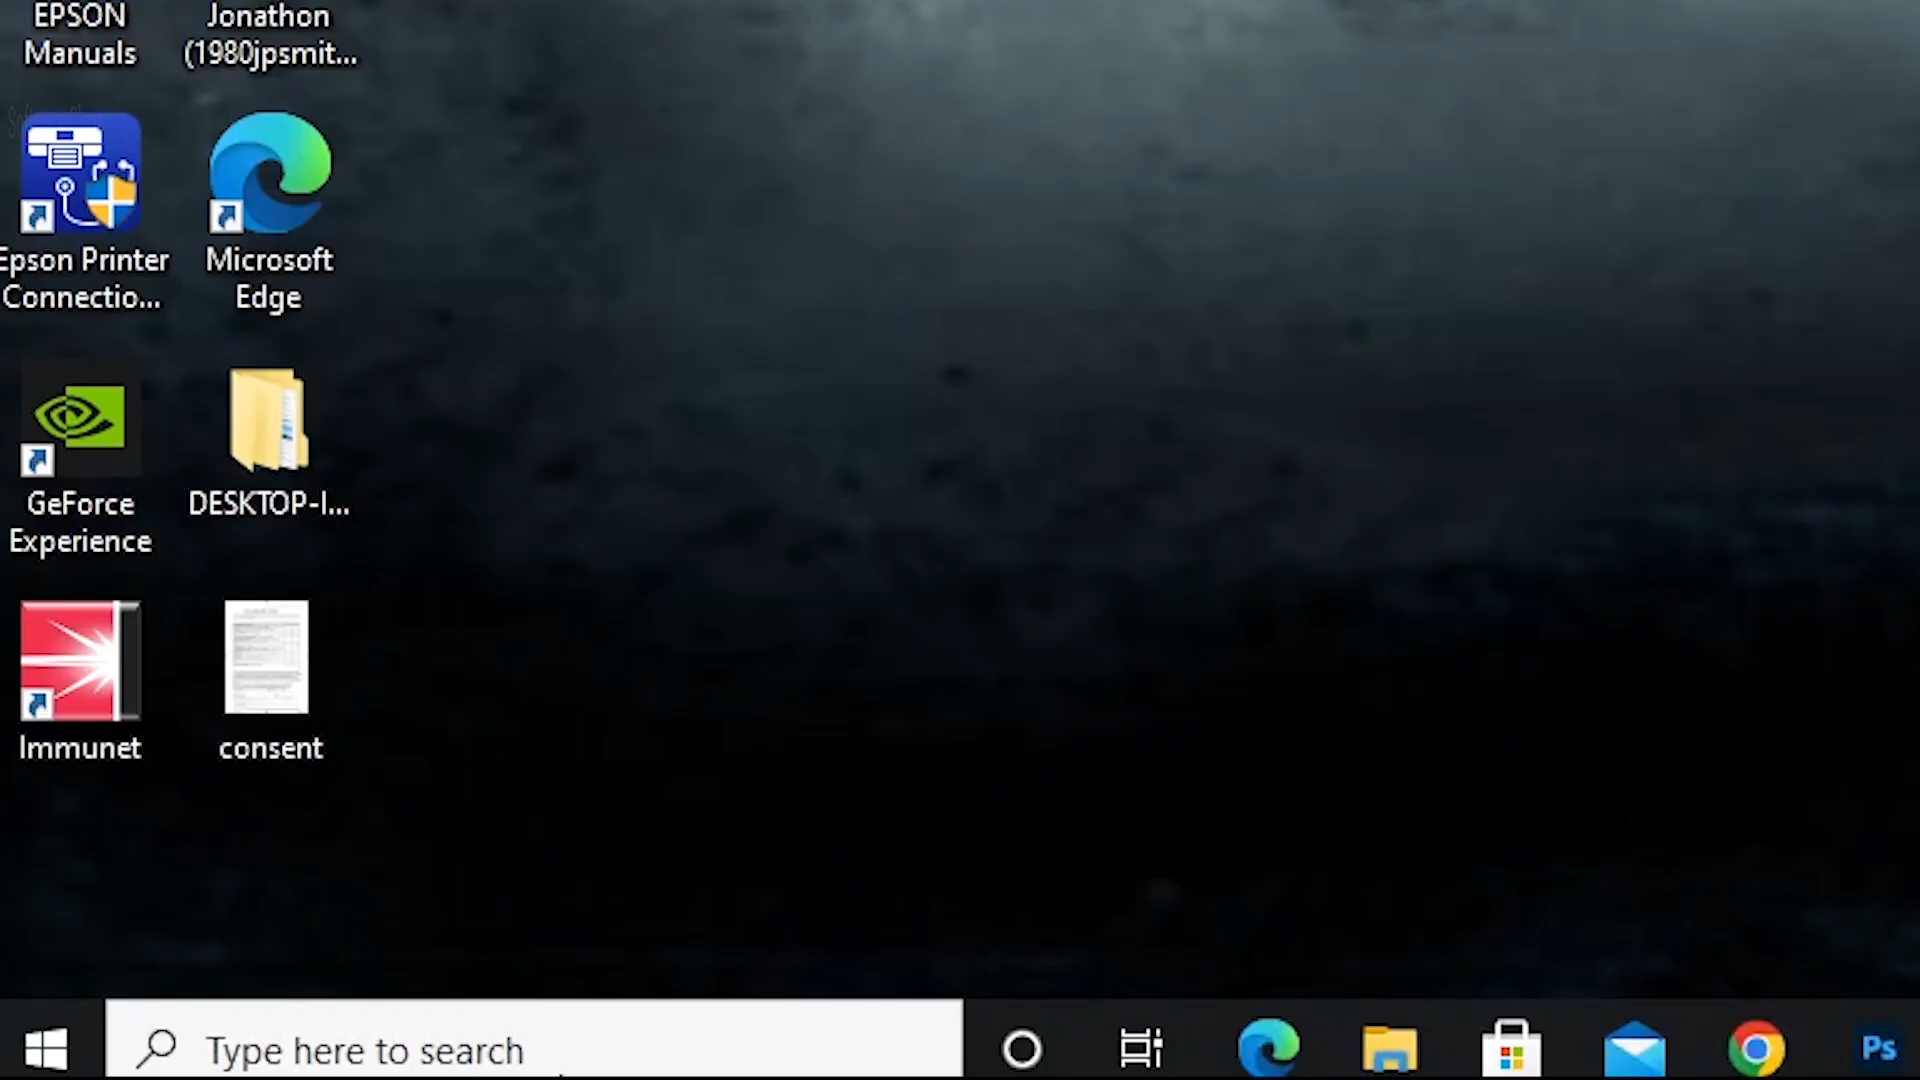 EPSON
Manuals
Jonathon
(1980jpsmit...
Epson Printer
Connectio...
Microsoft
Edge
GeForce
Experience
DESKTOP-I...
Immunet
consent
Type here to search
Ps